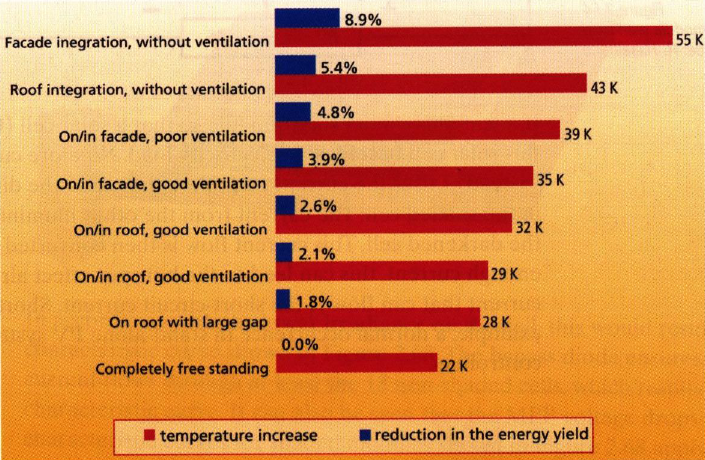 8.9%
Facade inegration, without ventilation 55 K
5.4%
Roof integration, without ventilation 43 K
4.8%
On/in facade, poor ventilation 39 K
3.9%
On/in facade, good ventilation 35 K
2.6%
On/in roof, good ventilation 32 K
2.1%
On/in roof, good ventilation 29 K
1.8%
On roof with large gap 28 K
0.0%
Completely free standing 22 K
temperature increase reduction in the energy yield